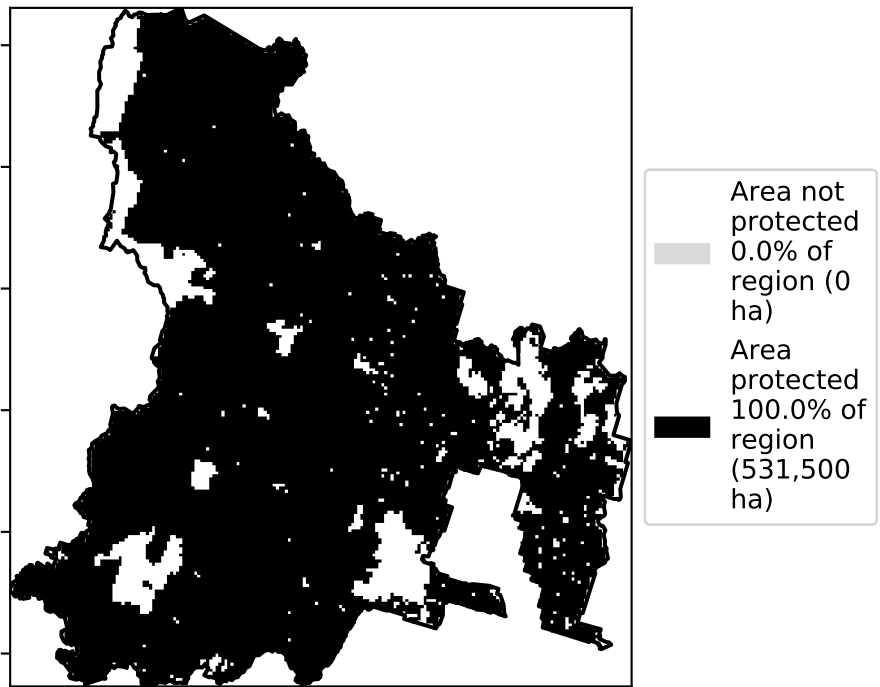 Area not
protected
0.0% of
region (0
ha)
Area
protected
100.0% of
region
(531,500
ha)